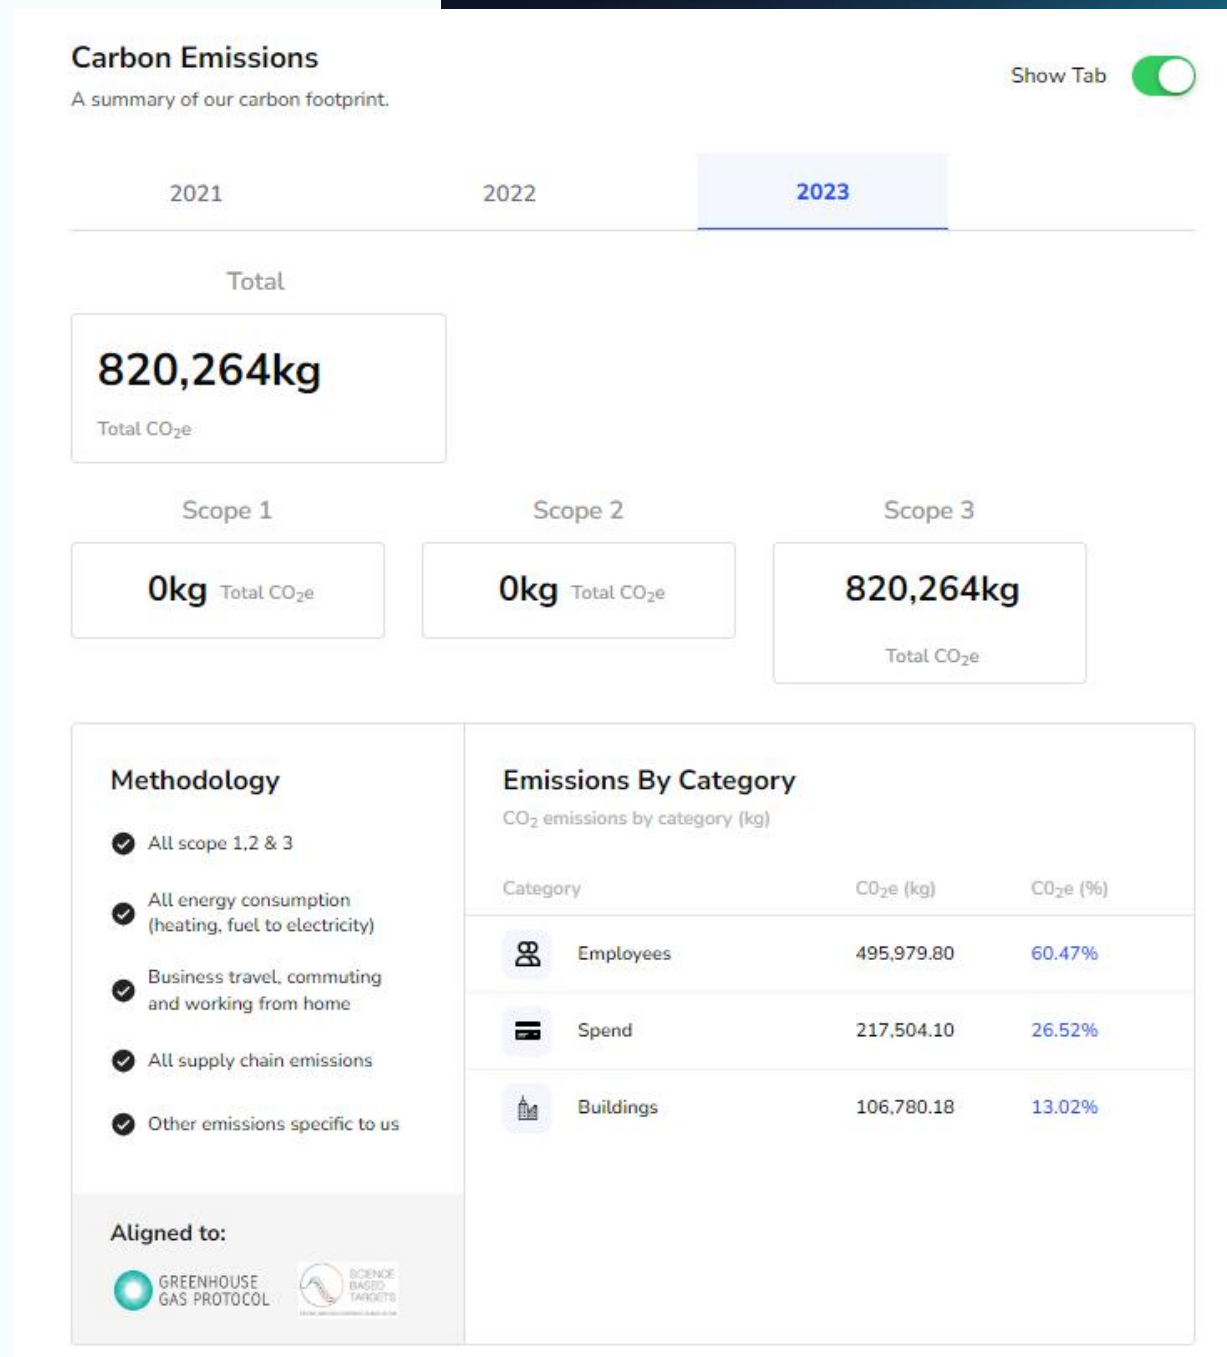 Carbon Emissions
Show Tab
A summary of our carbon footprint.
2021 2022 2023
Total
820,264kg
Total CO₂e
Scope 1 Scope 2 Scope 3
0kg Total CO₂e 0kg Total CO₂e 820,264kg
Total CO₂e
Methodology
All scope 1,2 & 3
All energy consumption
(heating, fuel to electricity)
Business travel, commuting
and working from home
All supply chain emissions
Other emissions specific to us
Aligned to:
GREENHOUSE
GAS PROTOCOL
SCIENCE
BASED
TARGETS
Emissions By Category
CO₂ emissions by category (kg)
Category C0₂e (kg) C0₂e (%)
Employees 495,979.80 60.47%
Spend 217,504.10 26.52%
Buildings 106,780.18 13.02%